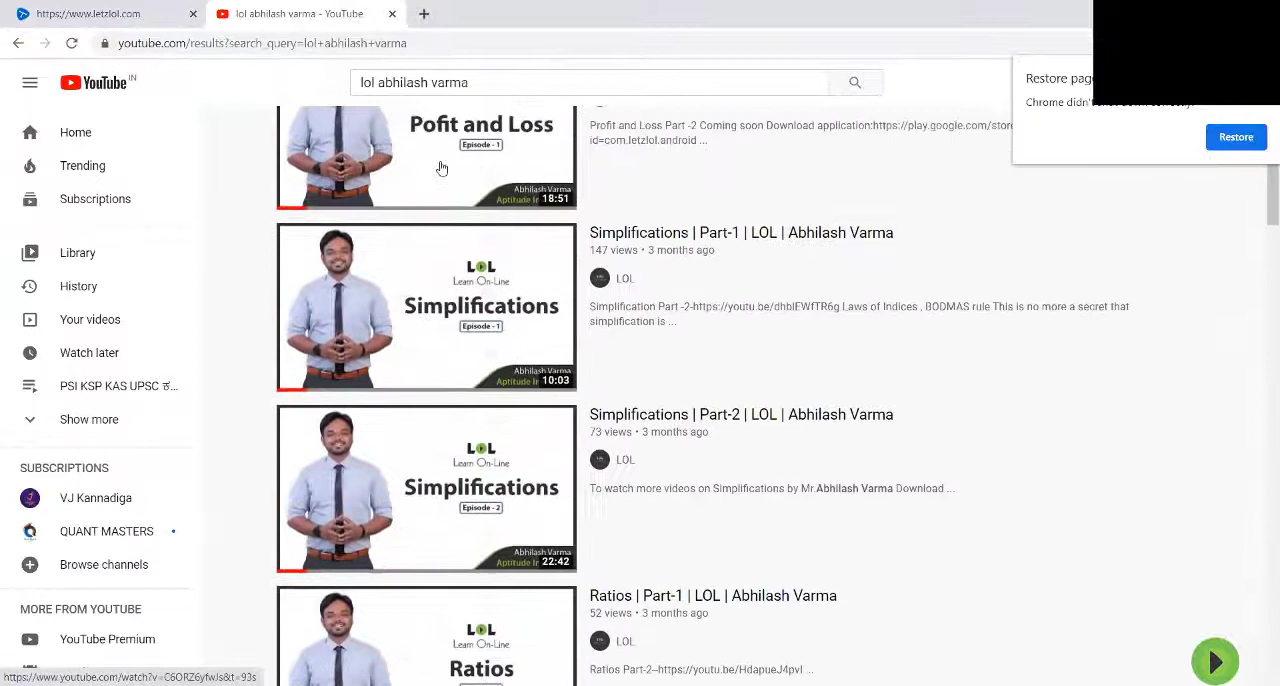 https://www.letzlol.com
lol abhilash varma - YouTube
youtube.com/results?search_query=lol+abhilash+varma
YouTube IN
lol abhilash varma
Restore pag
Chrome didn't
Restore
Home
Trending
Subscriptions
Library
History
Your videos
Watch later
PSI KSP KAS UPSC
Show more
SUBSCRIPTIONS
VJ Kannadiga
QUANT MASTERS
Browse channels
MORE FROM YOUTUBE
YouTube Premium
https://www.youtube.com/watch?v=C6ORZ6yfwJs&t=93s
Pofit and Loss
Episode - 1
Abhilash Varma
Aptitude
18:51
Profit and Loss Part -2 Coming soon Download application:https://play.google.com/store
id=com.letzlol.android ...
LOL
Learn On-Line
Simplifications
Episode - 1
Abhilash Varma
Aptitude
10:03
Simplifications | Part-1 | LOL | Abhilash Varma
147 views • 3 months ago
LOL
Simplification Part -2-https://youtu.be/dhbIEWfTR6g Laws of Indices , BODMAS rule This is no more a secret that
simplification is ...
LOL
Learn On-Line
Simplifications
Episode - 2
Abhilash Varma
Aptitude
22:42
Simplifications | Part-2 | LOL | Abhilash Varma
73 views • 3 months ago
LOL
To watch more videos on Simplifications by Mr.Abhilash Varma Download ...
LOL
Learn On-Line
Ratios
Ratios | Part-1 | LOL | Abhilash Varma
52 views • 3 months ago
LOL
Ratios Part-2–https://youtu.be/HdapueJ4pvI ...